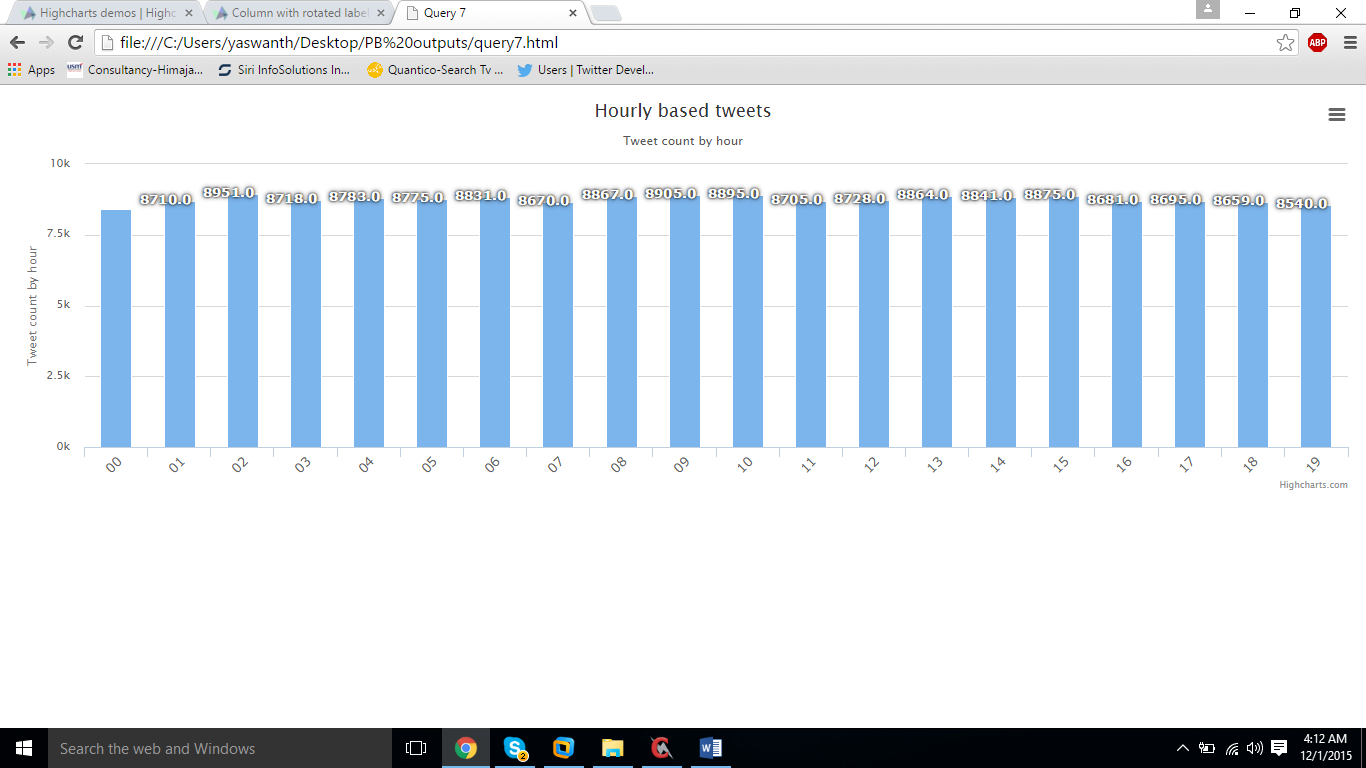 Highcharts demos | Highc
Column with rotated label
Query 7
file:///C:/Users/yaswanth/Desktop/PB%20outputs/query7.html
ABP
Apps
usm
Consultancy-Himaja...
Siri InfoSolutions In...
Quantico-Search Tv ...
Users | Twitter Devel...
Hourly based tweets
Tweet count by hour
Tweet count by hour
10k
7.5k
5k
2.5k
0k
8710.0 8951.0 8718.0 8783.0 8775.0 8831.0 8670.0 8867.0 8905.0 8895.0 8705.0 8728.0 8864.0 8841.0 8875.0 8681.0 8695.0 8659.0 8540.0
00 01 02 03 04 05 06 07 08 09 10 11 12 13 14 15 16 17 18 19
Highcharts.com
Search the web and Windows
2
4:12 AM
12/1/2015